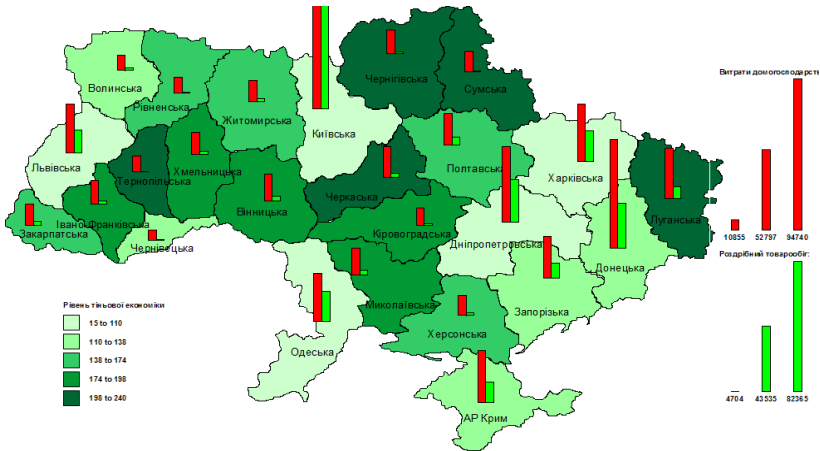 Витрати домогосподарств
Волинська
Рівненська
Житомирська
Київська
Чернігівська
Сумська
Львівська
Тернопільська
Хмельницька
Вінницька
Черкаська
Полтавська
Харківська
Луганська
Івано-Франківська
Закарпатська
Чернівецька
Кіровоградська
Дніпропетровська
Донецька
10855 52797 94740
Роздрібний товарообіг:
Миколаївська
Запорізька
Херсонська
Одеська
АР Крим
Рівень тіньової економіки
15 to 110
110 to 138
138 to 174
174 to 198
198 to 240
4704 43535 82365